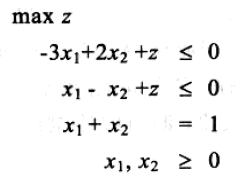 max z
-3x₁+2x₂ +z ≤ 0
x₁ - x₂ +z ≤ 0
x₁ + x₂ = 1
x₁, x₂ ≥ 0